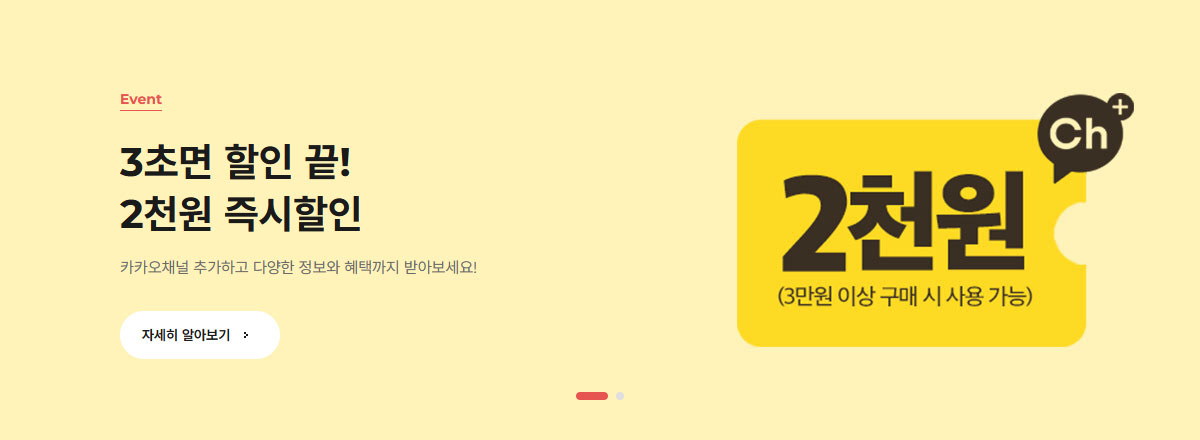 Event
3초면 할인 끝!
2천원 즉시할인
카카오채널 추가하고 다양한 정보와 혜택까지 받아보세요!
자세히 알아보기
Ch+
2천원
(3만원 이상 구매 시 사용 가능)